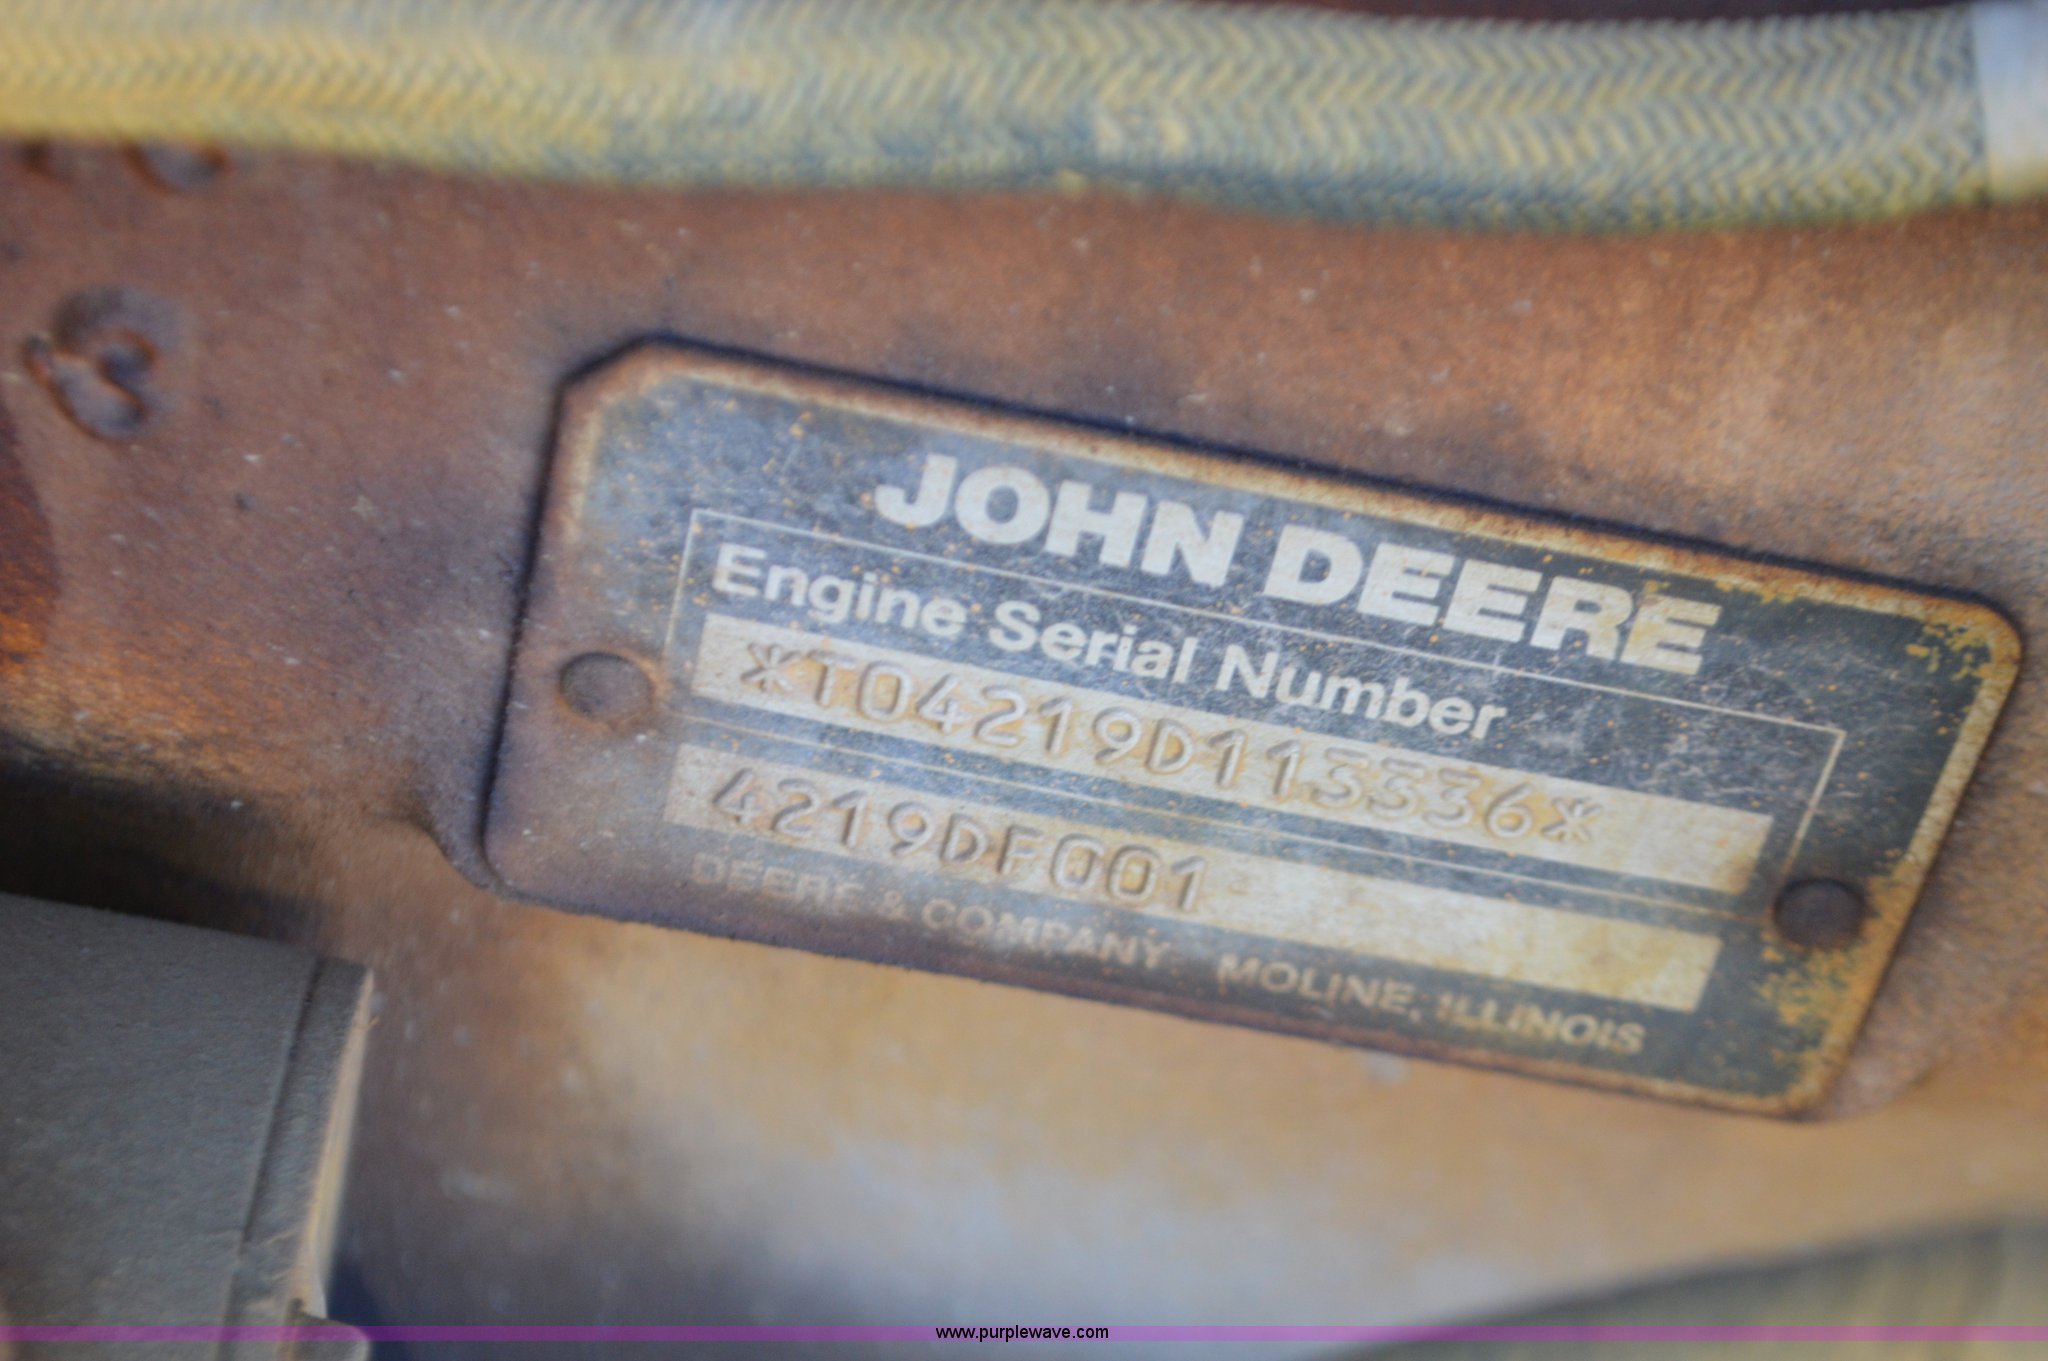 JOHN DEERE
Engine Serial Number
*T04219D113336*
4219DF001
DEERE & COMPANY MOLINE, ILLINOIS
www.purplewave.com